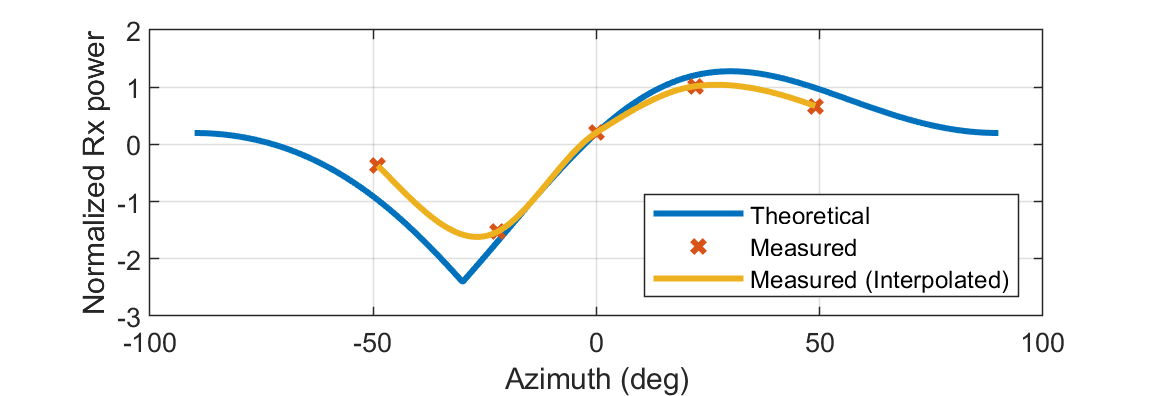 Normalized Rx power
2
1
0
-1
-2
-3
-100
-50
0
50
100
Azimuth (deg)
Theoretical
Measured
Measured (Interpolated)